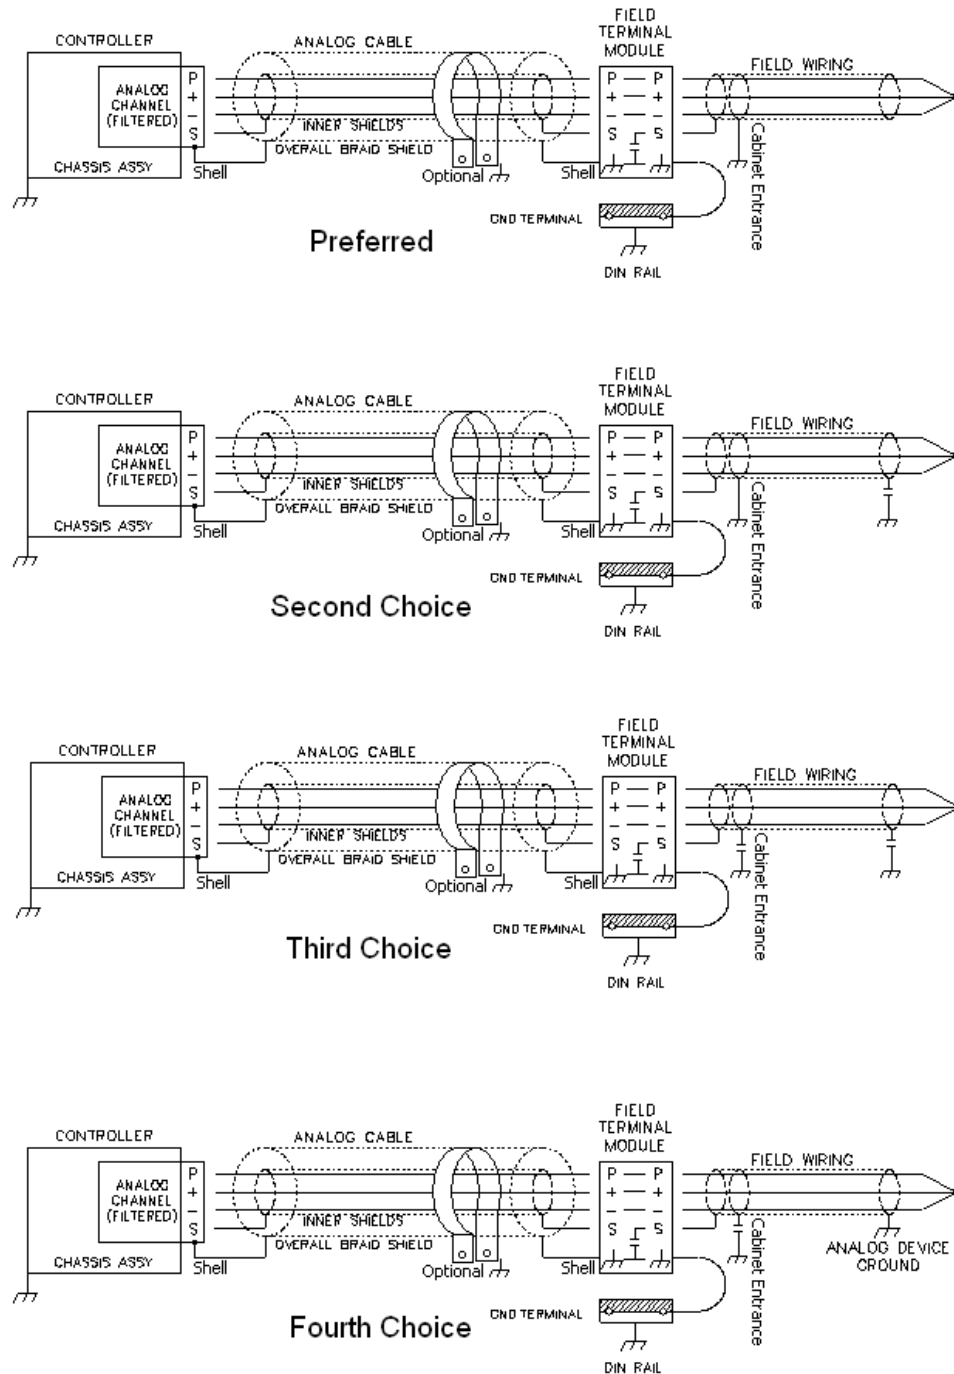 FIELD
TERMINAL
MODULE
CONTROLLER
ANALOG CABLE
FIELD WIRING
ANALOG
CHANNEL
(FILTERED)
P
+
-
S
P P
+ +
- -
S S
INNER SHIELDS
OVERALL BRAID SHIELD
CHASSIS ASSY
Shell
Optional
Shell
Cabinet Entrance
GND TERMINAL
DIN RAIL
Preferred
FIELD
TERMINAL
MODULE
CONTROLLER
ANALOG CABLE
FIELD WIRING
ANALOG
CHANNEL
(FILTERED)
P
+
-
S
P P
+ +
- -
S S
INNER SHIELDS
OVERALL BRAID SHIELD
CHASSIS ASSY
Shell
Optional
Shell
Cabinet Entrance
GND TERMINAL
DIN RAIL
Second Choice
FIELD
TERMINAL
MODULE
CONTROLLER
ANALOG CABLE
FIELD WIRING
ANALOG
CHANNEL
(FILTERED)
P
+
-
S
P P
+ +
- -
S S
INNER SHIELDS
OVERALL BRAID SHIELD
CHASSIS ASSY
Shell
Optional
Shell
Cabinet Entrance
GND TERMINAL
DIN RAIL
Third Choice
FIELD
TERMINAL
MODULE
CONTROLLER
ANALOG CABLE
FIELD WIRING
ANALOG
CHANNEL
(FILTERED)
P
+
-
S
P P
+ +
- -
S S
INNER SHIELDS
OVERALL BRAID SHIELD
CHASSIS ASSY
Shell
Optional
Shell
Cabinet Entrance
ANALOG DEVICE
GROUND
GND TERMINAL
DIN RAIL
Fourth Choice